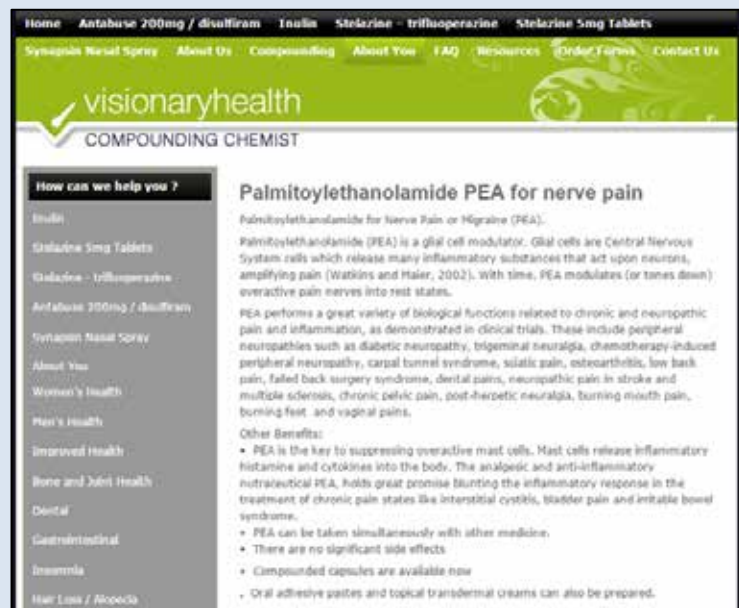 Home Antabuse 200mg / disulfiram Inulin Stelazine - trifluoperazine Stelazine 5mg Tablets
Synapsin Nasal Spray About Us Compounding About You FAQ Resources Order Forms Contact Us
visionaryhealth
COMPOUNDING CHEMIST
How can we help you ?
Inulin
Stelazine 5mg Tablets
Stelazine - trifluoperazine
Antabuse 200mg / disulfiram
Synapsin Nasal Spray
About You
Women's Health
Men's Health
Improved Health
Bone and Joint Health
Dental
Gastrointestinal
Insomnia
Hair Loss / Alopecia
Palmitoylethanolamide PEA for nerve pain
Palmitoylethanolamide for Nerve Pain or Migraine (PEA).
Palmitoylethanolamide (PEA) is a glial cell modulator. Glial cells are Central Nervous
System cells which release many inflammatory substances that act upon neurons,
amplifying pain (Watkins and Maier, 2002). With time, PEA modulates (or tones down)
overactive pain nerves into rest states.
PEA performs a great variety of biological functions related to chronic and neuropathic
pain and inflammation, as demonstrated in clinical trials. These include peripheral
neuropathies such as diabetic neuropathy, trigeminal neuralgia, chemotherapy-induced
peripheral neuropathy, carpal tunnel syndrome, sciatic pain, osteoarthritis, low back
pain, failed back surgery syndrome, dental pains, neuropathic pain in stroke and
multiple sclerosis, chronic pelvic pain, post-herpetic neuralgia, burning mouth pain,
burning feet and vaginal pains.
Other Benefits:
• PEA is the key to suppressing overactive mast cells. Mast cells release inflammatory
histamine and cytokines into the body. The analgesic and anti-inflammatory
nutraceutical PEA, holds great promise blunting the inflammatory response in the
treatment of chronic pain states like interstitial cystitis, bladder pain and irritable bowel
syndrome.
• PEA can be taken simultaneously with other medicine.
• There are no significant side effects
• Compounded capsules are available now
. Oral adhesive pastes and topical transdermal creams can also be prepared.